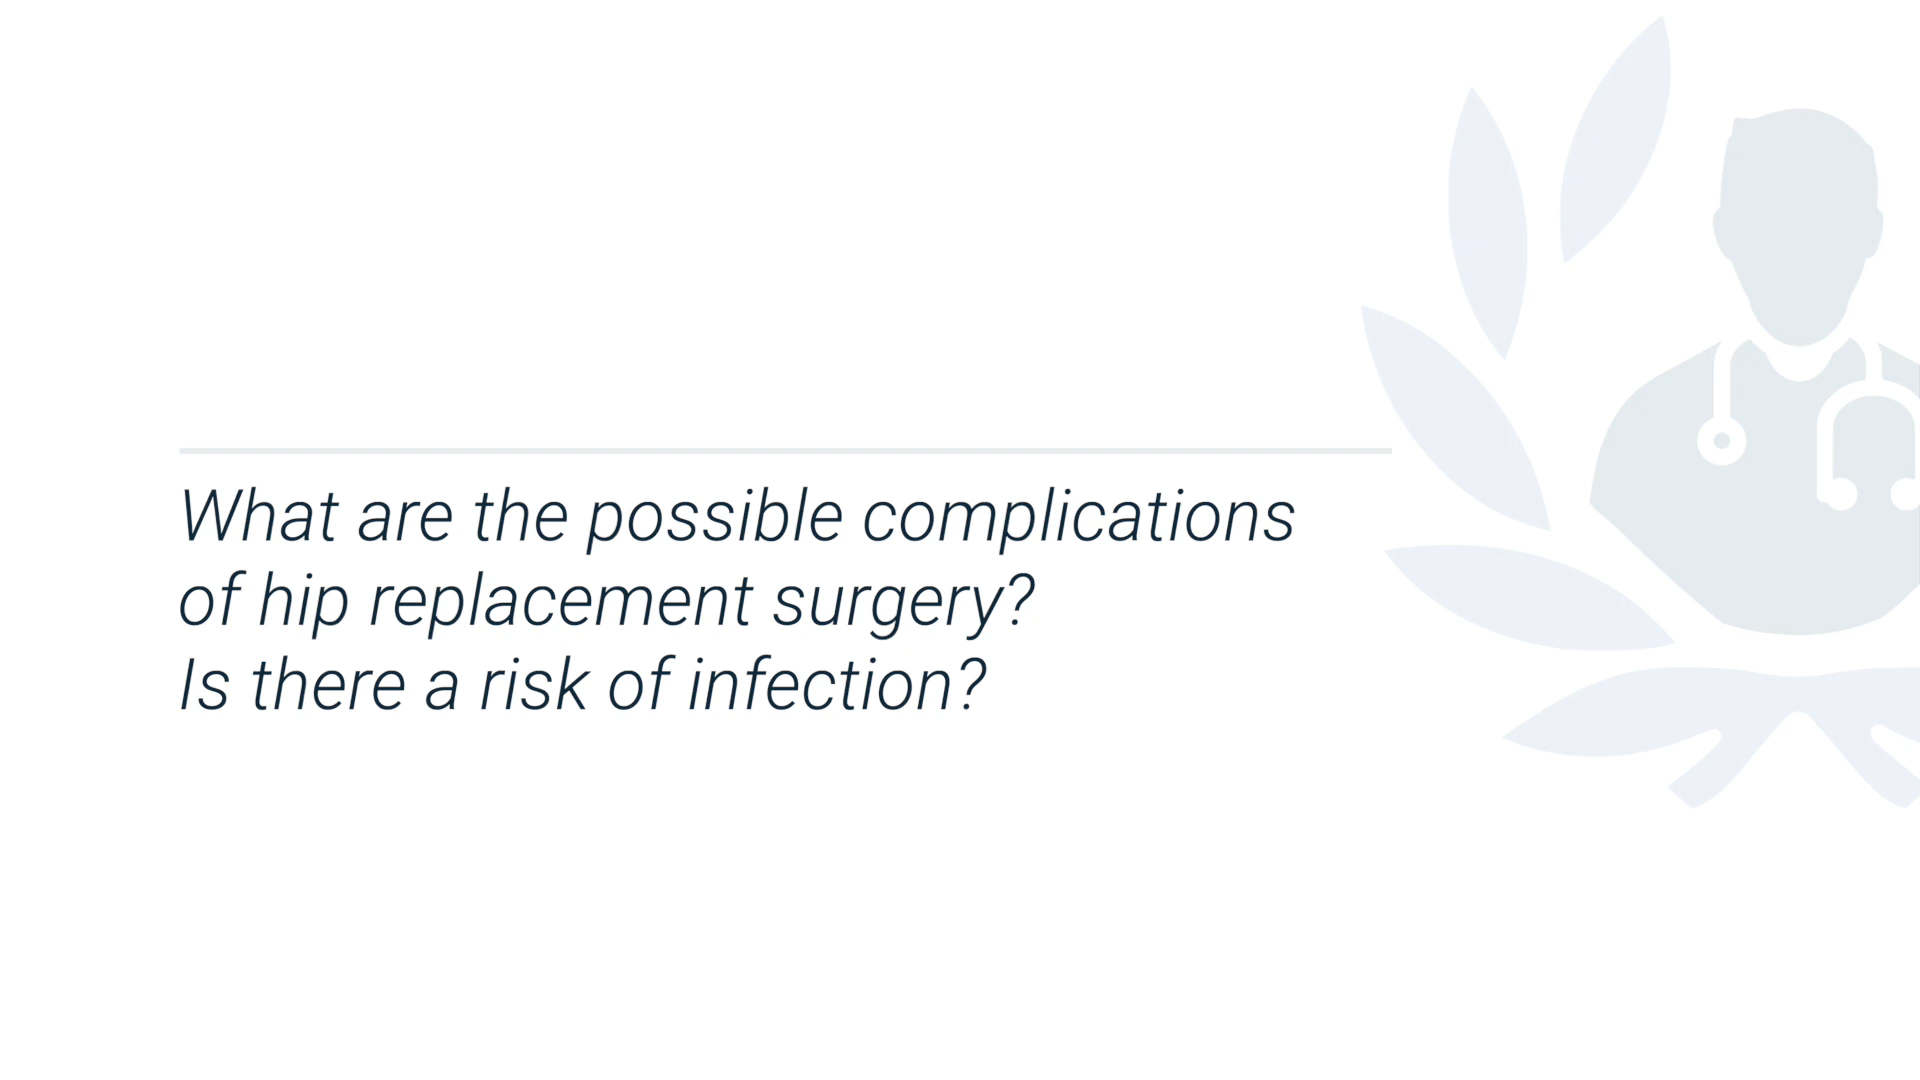 What are the possible complications
of hip replacement surgery?
Is there a risk of infection?